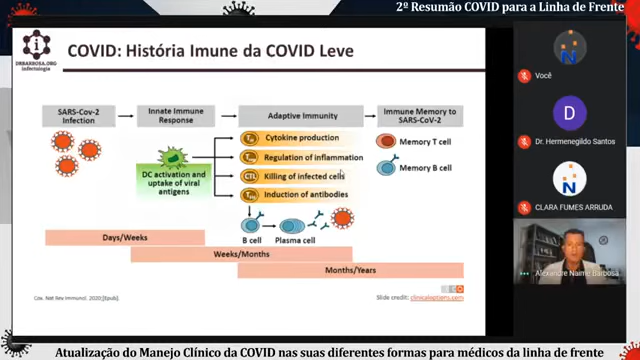 2º Resumão COVID para a Linha de Frente
DRBARBOSA.ORG
infectologia
COVID: História Imune da COVID Leve
SARS-Cov-2
Infection
Innate Immune
Response
Adaptive Immunity
Immune Memory to
SARS-CoV-2
Cytokine production
Regulation of inflammation
CTL
Killing of infected cells
Induction of antibodies
DC activation and
uptake of viral
antigens
Memory T cell
Memory B cell
B cell
Plasma cell
Days/Weeks
Weeks/Months
Months/Years
Cox. Nat Rev Immunol. 2020;[Epub].
Slide credit: clinicaloptions.com
Você
D
Dr. Hermenegildo Santos
CLARA FUMES ARRUDA
Alexandre Naime Barbosa
Atualização do Manejo Clínico da COVID nas suas diferentes formas para médicos da linha de frente